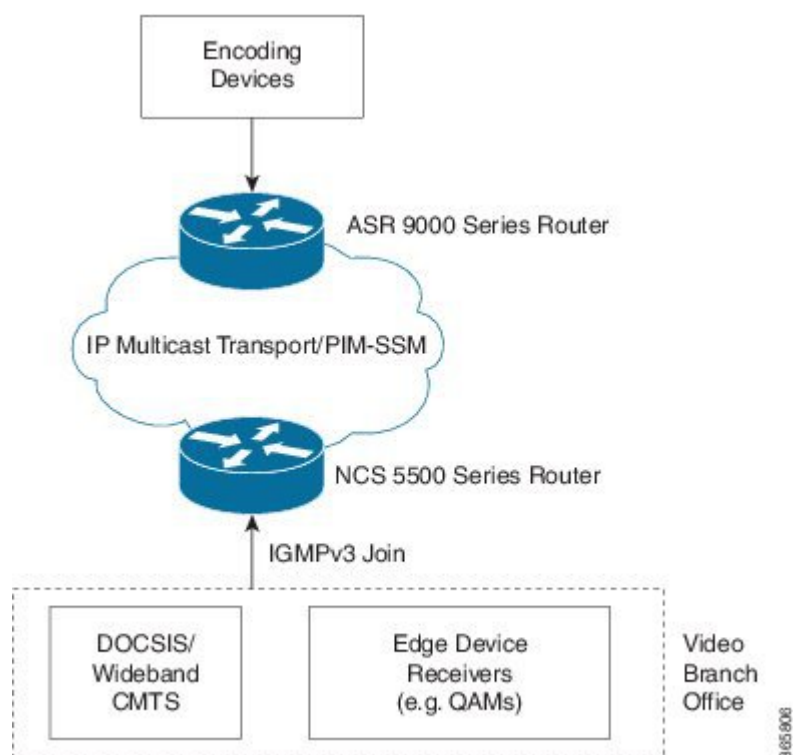 Encoding
Devices
ASR 9000 Series Router
IP Multicast Transport/PIM-SSM
NCS 5500 Series Router
IGMPv3 Join
DOCSIS/
Wideband
CMTS
Edge Device
Receivers
(e.g. QAMs)
Video
Branch
Office
365806